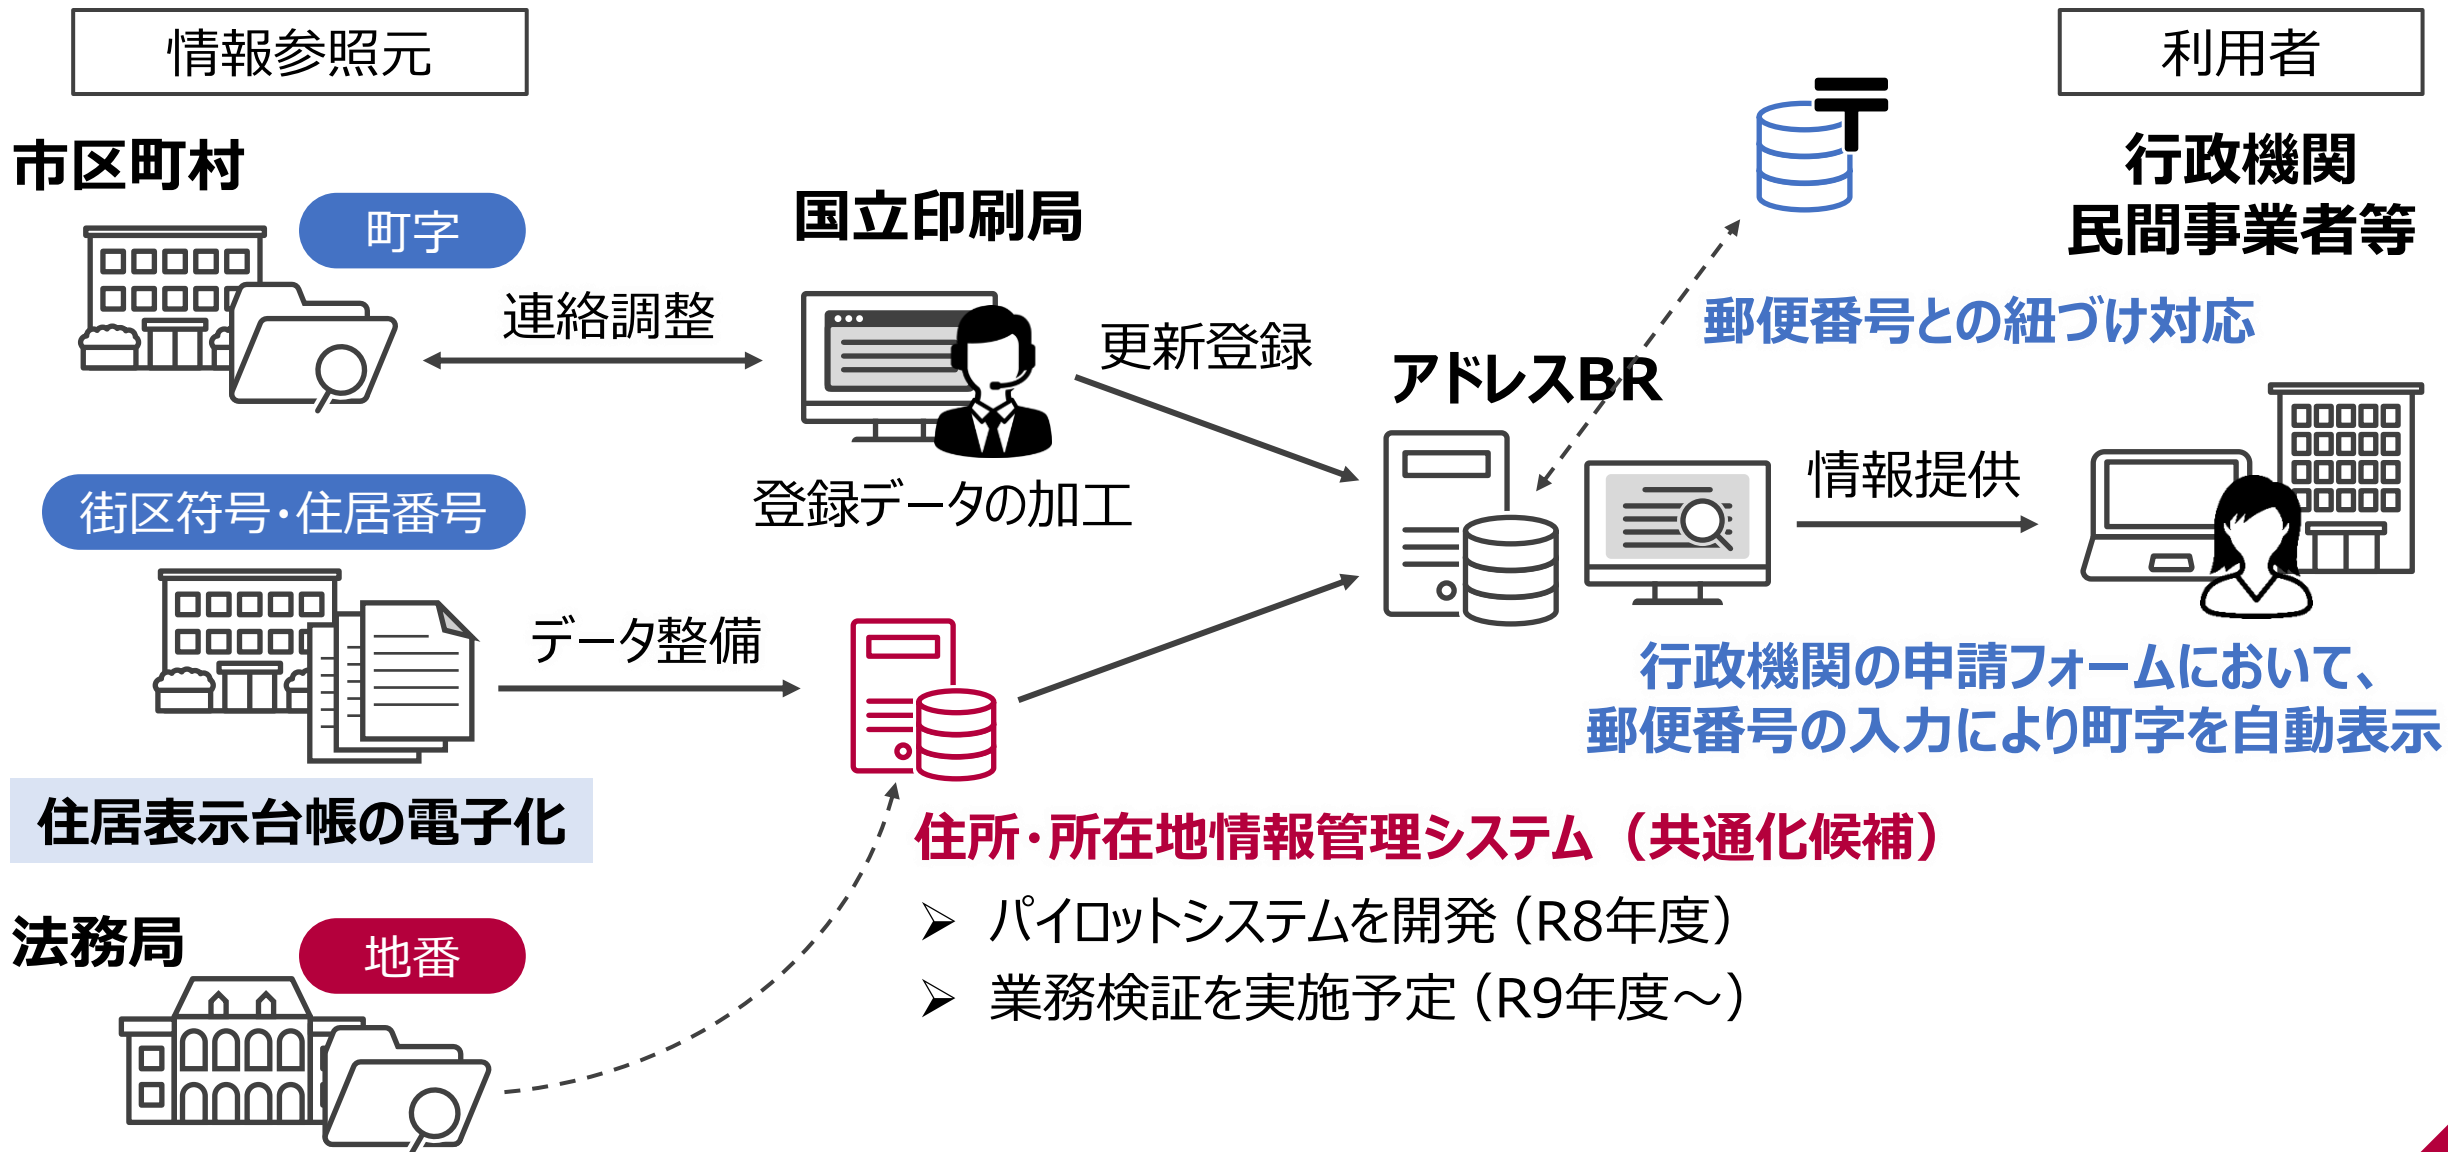 情報参照元
利用者
市区町村
町字
連絡調整
国立印刷局
登録データの加工
更新登録
アドレスBR
〒
郵便番号との紐づけ対応
行政機関
民間事業者等
情報提供
行政機関の申請フォームにおいて、
郵便番号の入力により町字を自動表示
街区符号・住居番号
データ整備
住居表示台帳の電子化
住所・所在地情報管理システム（共通化候補）
➢ パイロットシステムを開発（R8年度）
➢ 業務検証を実施予定（R9年度～）
法務局
地番